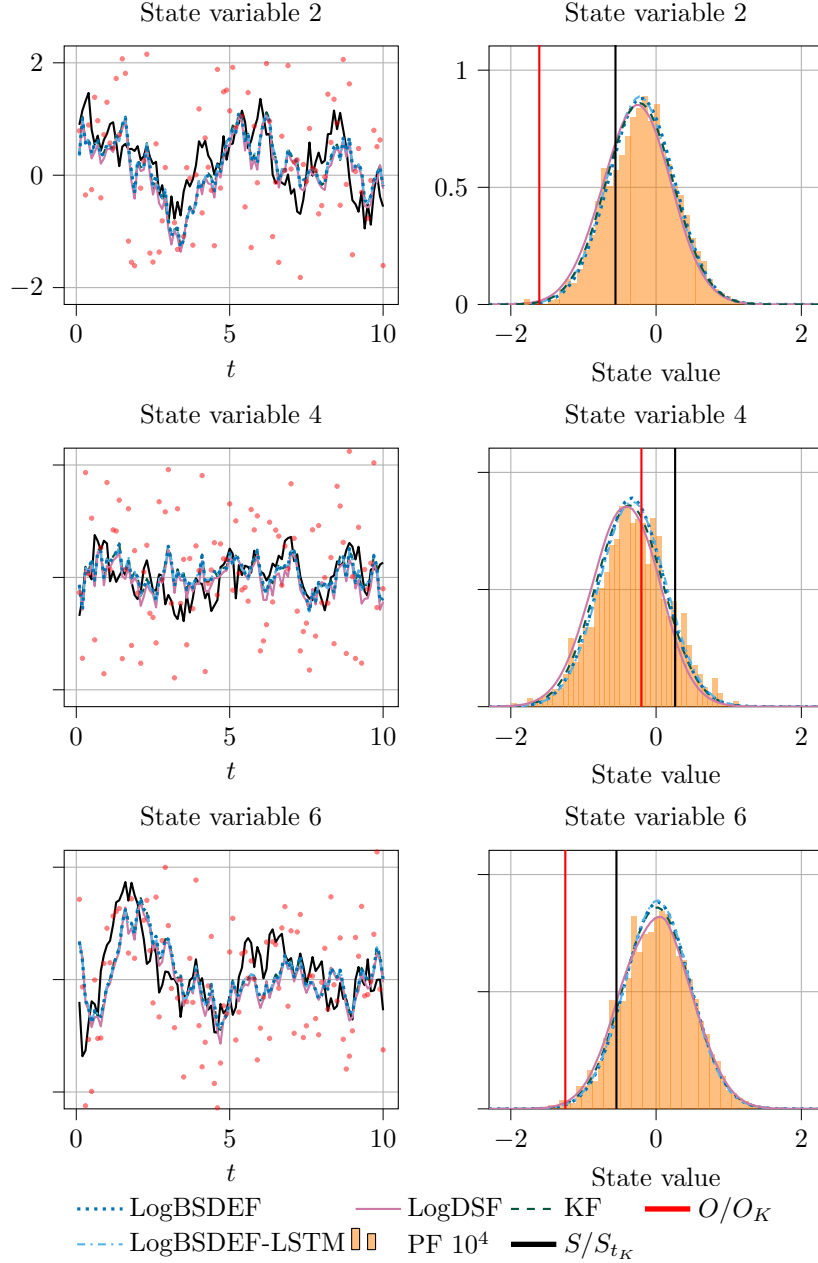 State variable 2
State variable 2
2
0
−2
0
5
10
t
1
0.5
0
−2
0
2
State value
State variable 4
State variable 4
0
5
10
t
−2
0
2
State value
State variable 6
State variable 6
0
5
10
t
−2
0
2
State value
LogBSDEF
LogDSF
KF
O/O_K
LogBSDEF-LSTM
PF 10⁴
S/S_{t_K}